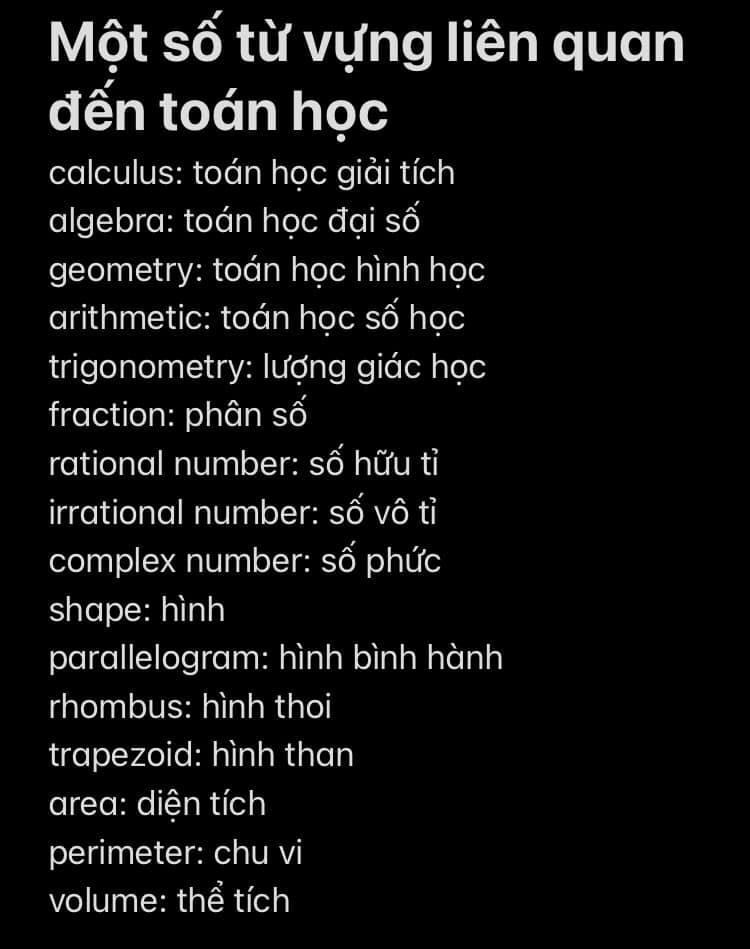 Một số từ vựng liên quan
đến toán học
calculus: toán học giải tích
algebra: toán học đại số
geometry: toán học hình học
arithmetic: toán học số học
trigonometry: lượng giác học
fraction: phân số
rational number: số hữu tỉ
irrational number: số vô tỉ
complex number: số phức
shape: hình
parallelogram: hình bình hành
rhombus: hình thoi
trapezoid: hình than
area: diện tích
perimeter: chu vi
volume: thể tích